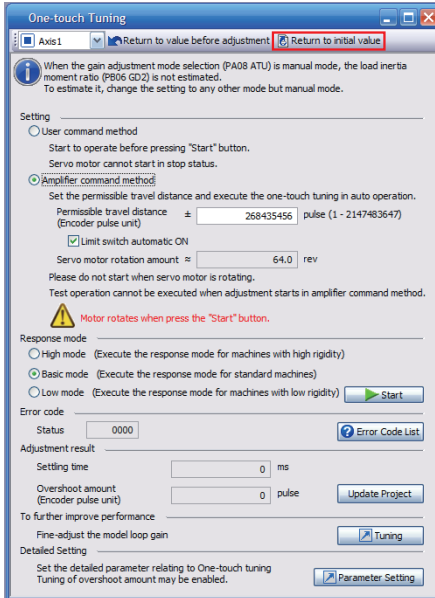 One-touch Tuning
Axis1 Return to value before adjustment Return to initial value
When the gain adjustment mode selection (PA08 ATU) is manual mode, the load inertia
moment ratio (PB06 GD2) is not estimated.
To estimate it, change the setting to any other mode but manual mode.
Setting
User command method
Start to operate before pressing "Start" button.
Servo motor cannot start in stop status.
Amplifier command method
Set the permissible travel distance and execute the one-touch tuning in auto operation.
Permissible travel distance ± 268435456 pulse (1 - 2147483647)
(Encoder pulse unit)
Limit switch automatic ON
Servo motor rotation amount ≈ 64.0 rev
Please do not start when servo motor is rotating.
Test operation cannot be executed when adjustment starts in amplifier command method.
Motor rotates when press the "Start" button.
Response mode
High mode (Execute the response mode for machines with high rigidity)
Basic mode (Execute the response mode for standard machines)
Low mode (Execute the response mode for machines with low rigidity) Start
Error code
Status 0000 Error Code List
Adjustment result
Settling time 0 ms
Overshoot amount 0 pulse Update Project
(Encoder pulse unit)
To further improve performance
Fine-adjust the model loop gain Tuning
Detailed Setting
Set the detailed parameter relating to One-touch tuning
Tuning of overshoot amount may be enabled. Parameter Setting